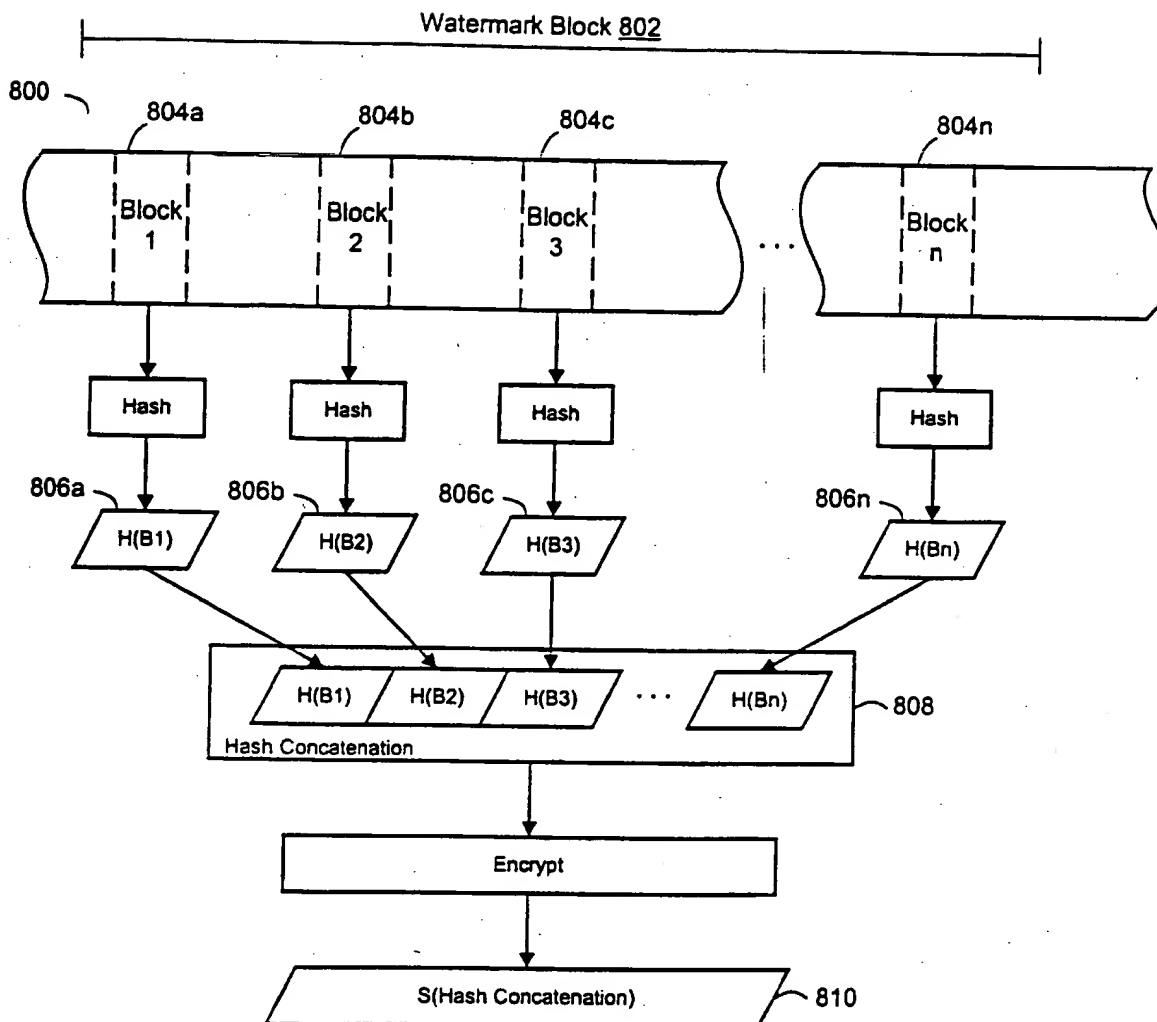 Watermark Block 802
800
804a
804b
804c
804n
Block
1
Block
2
Block
3
. . .
Block
n
Hash
Hash
Hash
Hash
806a
806b
806c
806n
H(B1)
H(B2)
H(B3)
H(Bn)
H(B1)
H(B2)
H(B3)
. . .
H(Bn)
808
Hash Concatenation
Encrypt
S(Hash Concatenation)
810